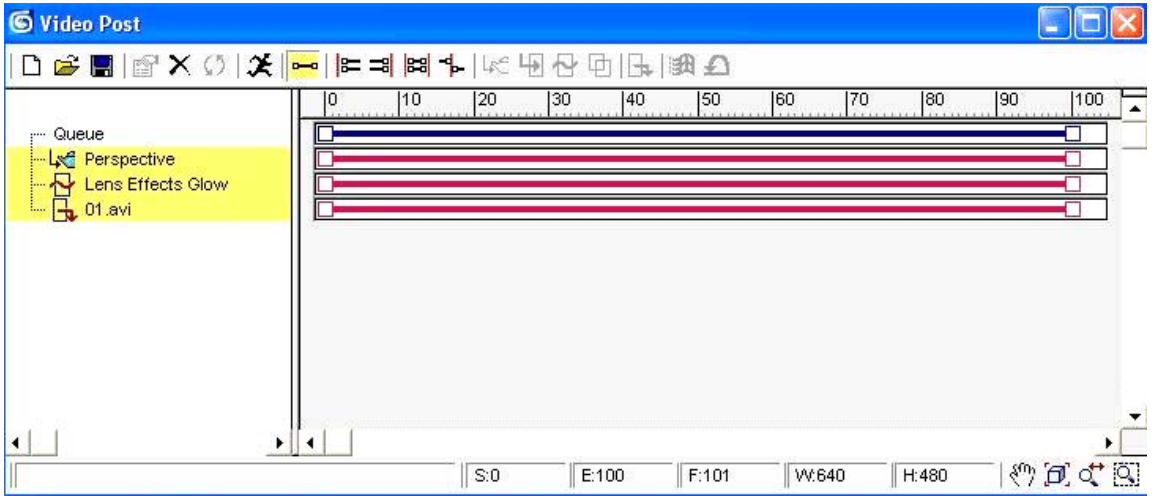 Video Post
0 10 20 30 40 50 60 70 80 90 100
Queue
Perspective
Lens Effects Glow
01.avi
S:0 E:100 F:101 W:640 H:480